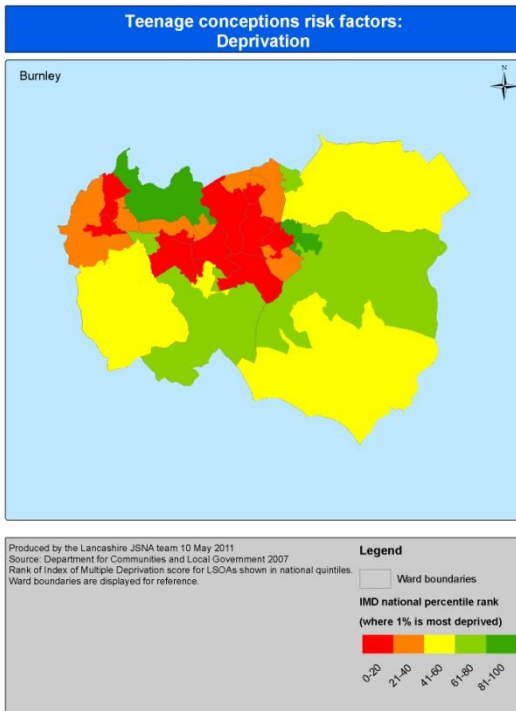 Teenage conceptions risk factors:
Deprivation
Burnley
N
Produced by the Lancashire JSNA team 10 May 2011
Source: Department for Communities and Local Government 2007
Rank of Index of Multiple Deprivation score for LSOAs shown in national quintiles.
Ward boundaries are displayed for reference.
Legend
Ward boundaries
IMD national percentile rank
(where 1% is most deprived)
0-20
21-40
41-60
61-80
81-100